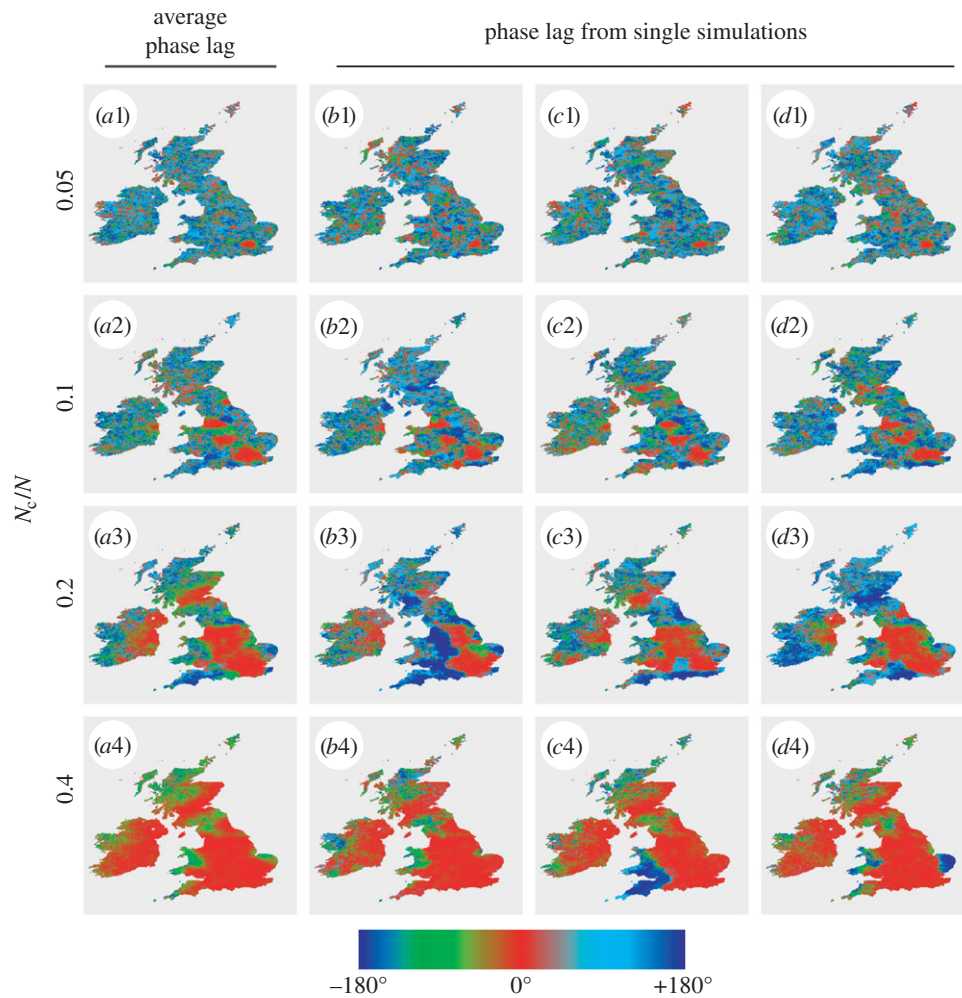 average
phase lag
phase lag from single simulations
(a1) (b1) (c1) (d1)
0.05
(a2) (b2) (c2) (d2)
0.1
N_c/N
(a3) (b3) (c3) (d3)
0.2
(a4) (b4) (c4) (d4)
0.4
−180° 0° +180°